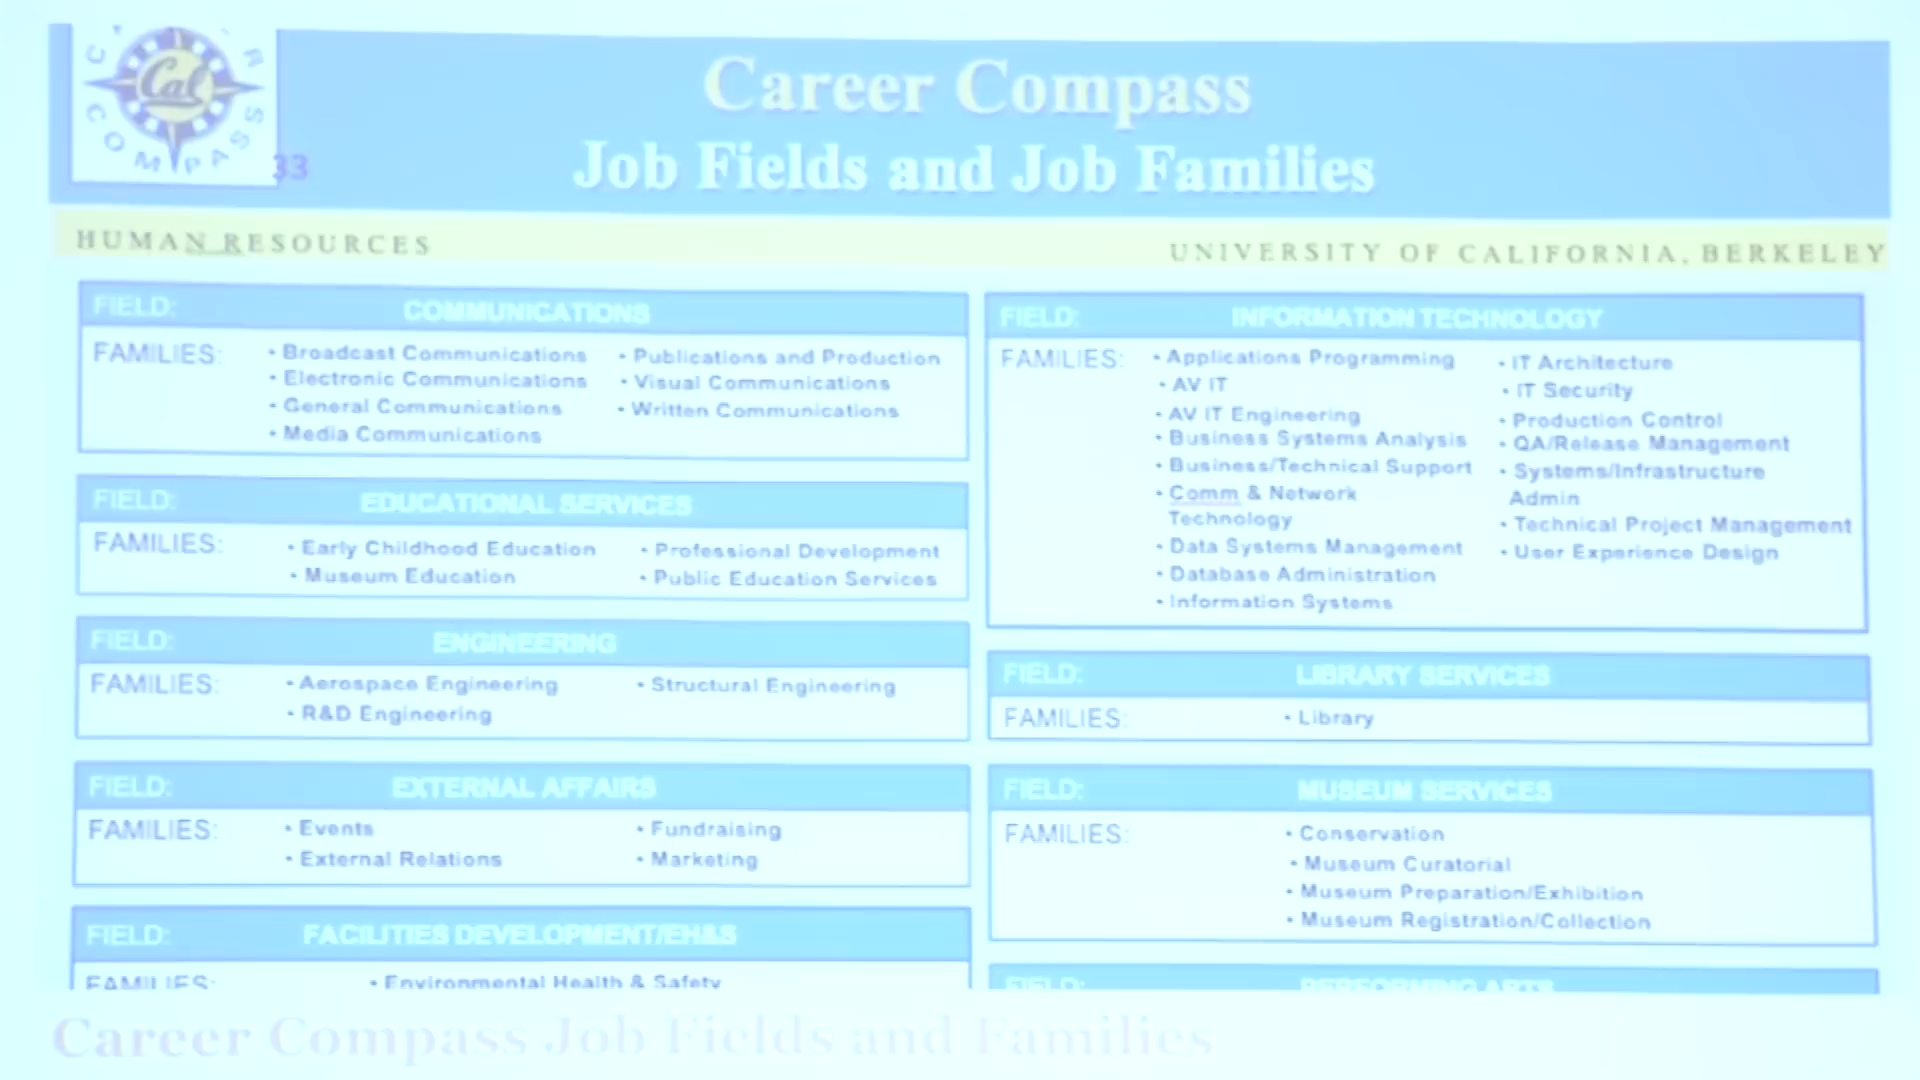 Cal
COMPASS
33
Career Compass
Job Fields and Job Families
HUMAN RESOURCES
UNIVERSITY OF CALIFORNIA, BERKELEY
FIELD: COMMUNICATIONS
FAMILIES:
• Broadcast Communications
• Electronic Communications
• General Communications
• Media Communications
• Publications and Production
• Visual Communications
• Written Communications
FIELD: EDUCATIONAL SERVICES
FAMILIES:
• Early Childhood Education
• Museum Education
• Professional Development
• Public Education Services
FIELD: ENGINEERING
FAMILIES:
• Aerospace Engineering
• R&D Engineering
• Structural Engineering
FIELD: EXTERNAL AFFAIRS
FAMILIES:
• Events
• External Relations
• Fundraising
• Marketing
FIELD: FACILITIES DEVELOPMENT/EH&S
FAMILIES:
• Environmental Health & Safety
FIELD: INFORMATION TECHNOLOGY
FAMILIES:
• Applications Programming
• AV IT
• AV IT Engineering
• Business Systems Analysis
• Business/Technical Support
• Comm & Network
Technology
• Data Systems Management
• Database Administration
• Information Systems
• IT Architecture
• IT Security
• Production Control
• QA/Release Management
• Systems/Infrastructure
Admin
• Technical Project Management
• User Experience Design
FIELD: LIBRARY SERVICES
FAMILIES:
• Library
FIELD: MUSEUM SERVICES
FAMILIES:
• Conservation
• Museum Curatorial
• Museum Preparation/Exhibition
• Museum Registration/Collection
FIELD: PERFORMING ARTS
Career Compass Job Fields and Families